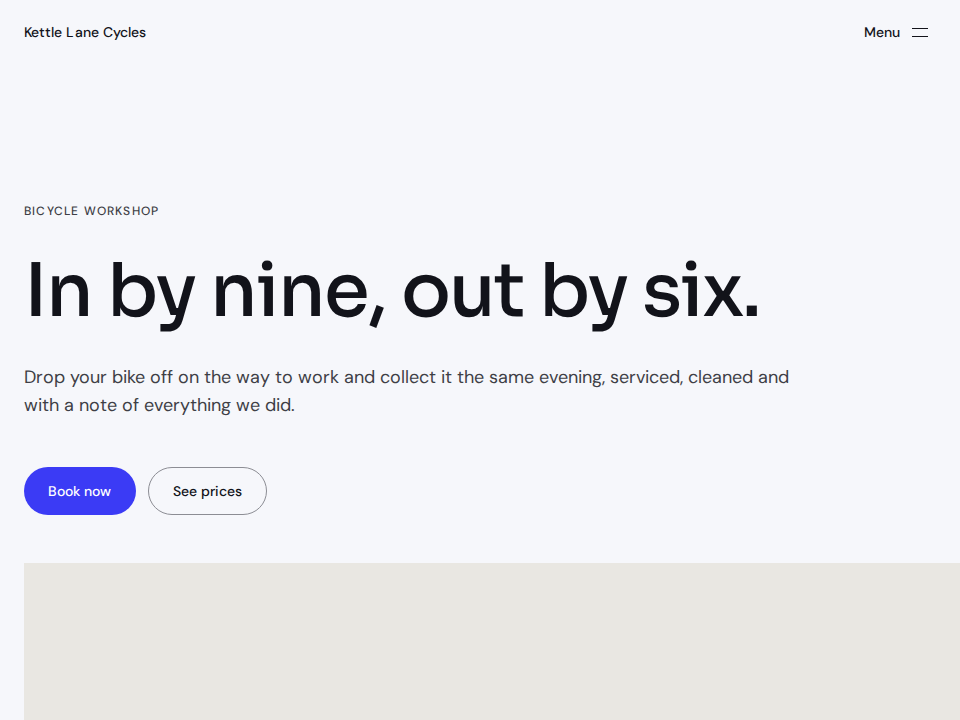 Kettle Lane Cycles
Menu
BICYCLE WORKSHOP
In by nine, out by six.
Drop your bike off on the way to work and collect it the same evening, serviced, cleaned and
with a note of everything we did.
Book now
See prices